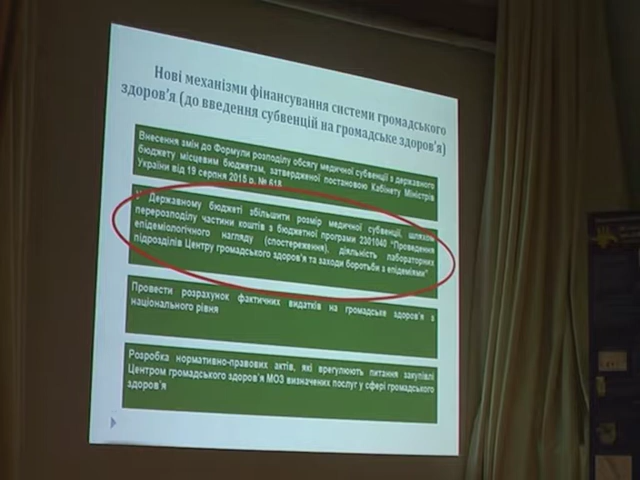 Нові механізми фінансування системи громадського
здоров'я (до введення субвенцій на громадське здоров'я)
Внесення змін до Формули розподілу обсягу медичної субвенції з державного
бюджету місцевим бюджетам, затвердженої постановою Кабінету Міністрів
України від 19 серпня 2015 р. № 618
У Державному бюджеті збільшити розмір медичної субвенції, шляхом
перерозподілу частини коштів з бюджетної програми 2301040 "Проведення
епідеміологічного нагляду (спостереження), діяльність лабораторних
підрозділів Центру громадського здоров'я та заходи боротьби з епідеміями"
Провести розрахунок фактичних видатків на громадське здоров'я з
національного рівня
Розробка нормативно-правових актів, які врегулюють питання закупівлі
Центром громадського здоров'я МОЗ визначених послуг у сфері громадського
здоров'я